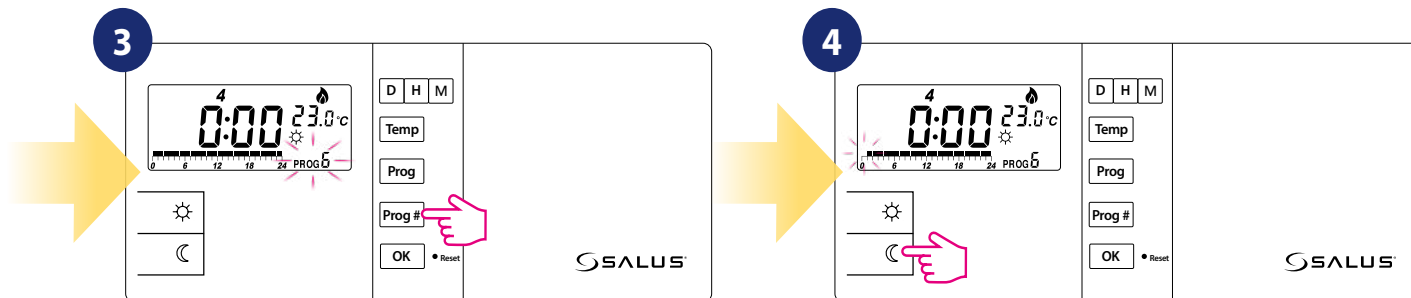 3
4
0:00
23.0°C
0 6 12 18 24
PROG 6
D H M
Temp
Prog
Prog #
OK
Reset
SALUS
4
4
0:00
23.0°C
0 6 12 18 24
PROG 6
D H M
Temp
Prog
Prog #
OK
Reset
SALUS